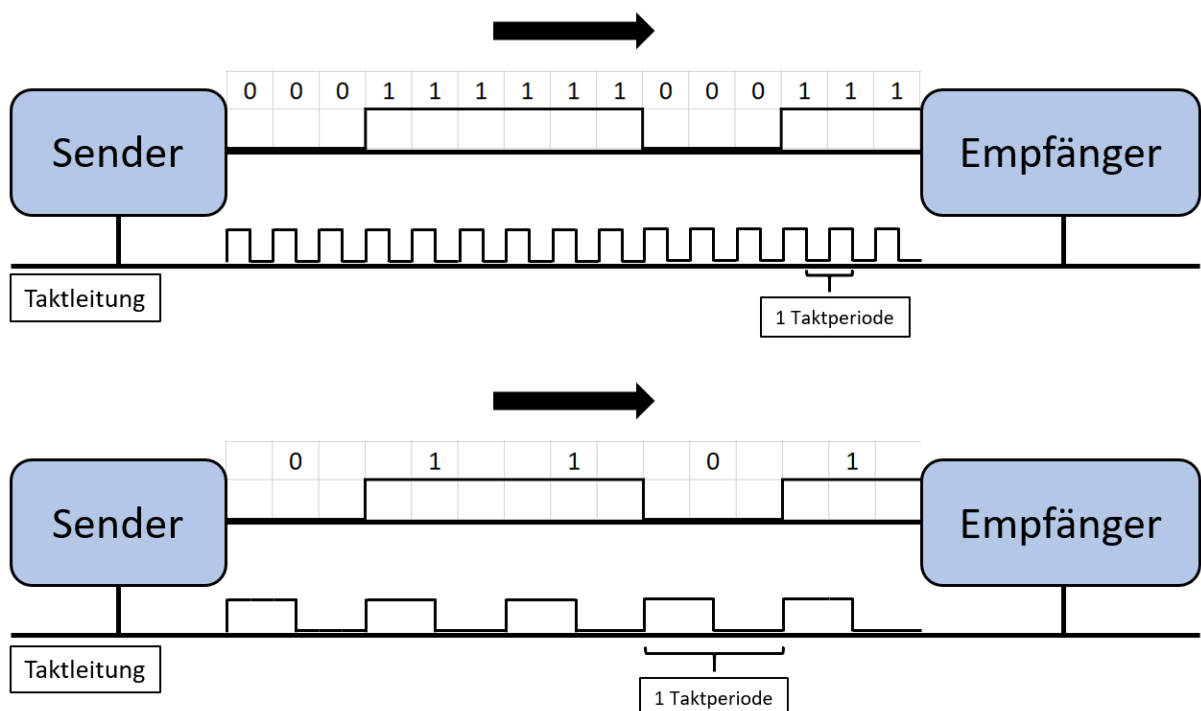 0 0 0 1 1 1 1 1 1 0 0 0 1 1 1
Sender
Empfänger
Taktleitung
1 Taktperiode
0 1 1 0 1
Sender
Empfänger
Taktleitung
1 Taktperiode